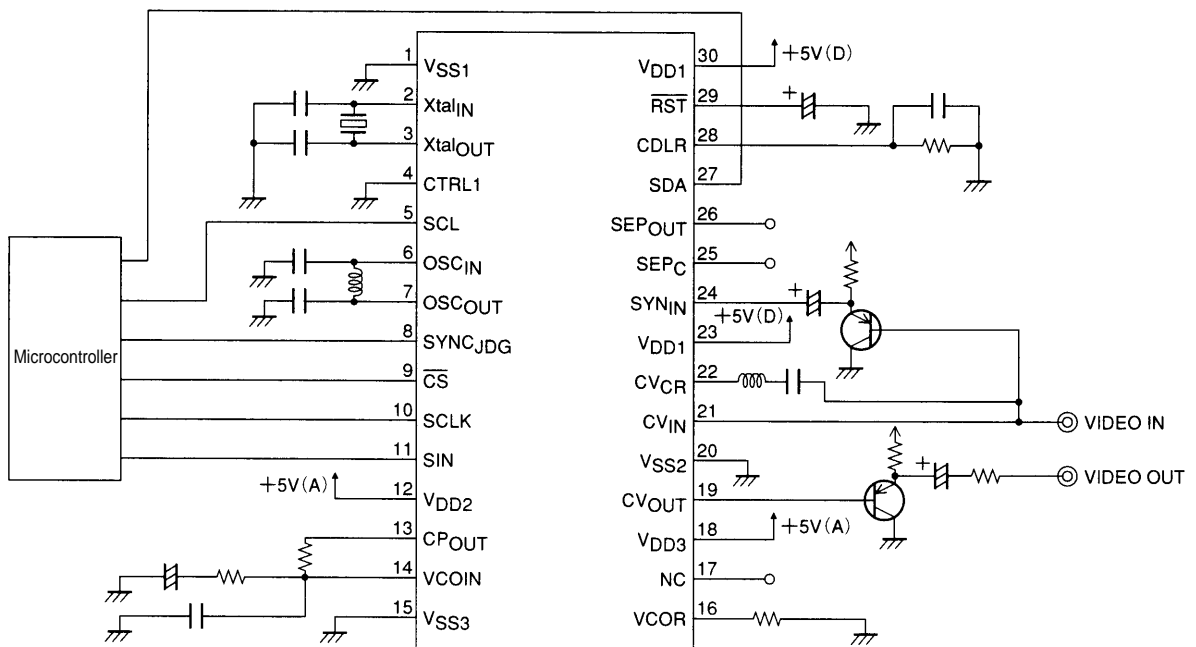 1 VSS1
2 XtalIN
3 XtalOUT
4 CTRL1
5 SCL
6 OSCIN
7 OSCOUT
8 SYNCJDG
9 CS
10 SCLK
11 SIN
+5V(A)
12 VDD2
13 CPOUT
14 VCOIN
15 VSS3
Microcontroller
VDD1 30 +5V(D)
RST 29 +
CDLR 28
SDA 27
SEPOUT 26
SEPC 25
SYNIN 24 +
+5V(D)
VDD1 23
CVCR 22
CVIN 21 VIDEO IN
VSS2 20
+ VIDEO OUT
CVOUT 19
+5V(A)
VDD3 18
NC 17
VCOR 16